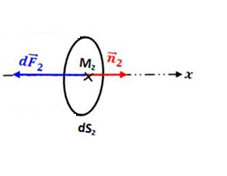 dF⃗₂ M₂ n⃗₂
x
dS₂